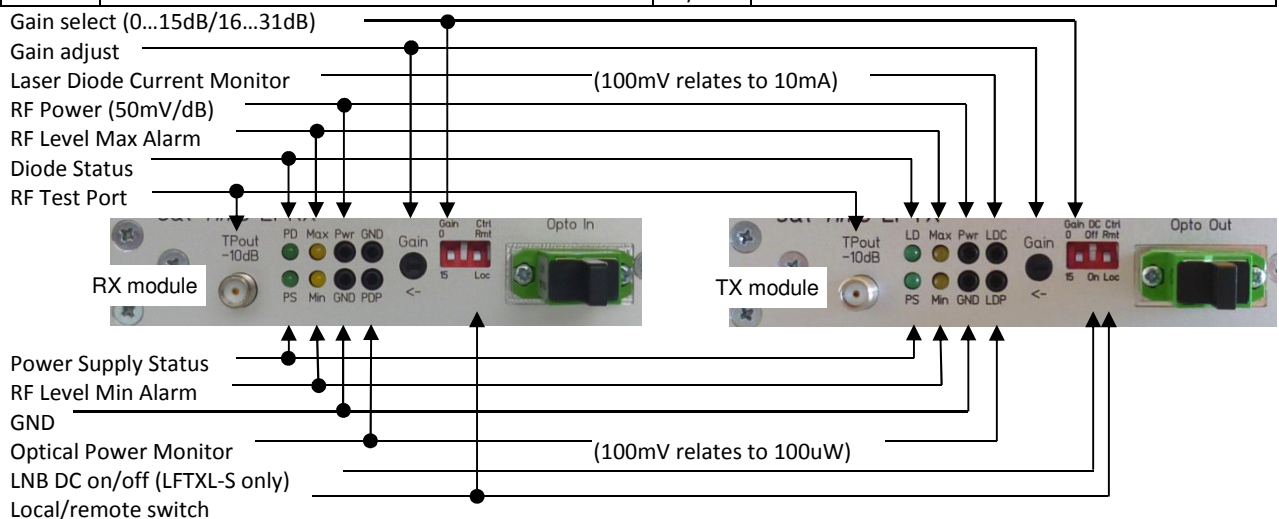 Gain select (0…15dB/16…31dB)
Gain adjust
Laser Diode Current Monitor (100mV relates to 10mA)
RF Power (50mV/dB)
RF Level Max Alarm
Diode Status
RF Test Port
TPout
-10dB
PD Max Pwr GND
PS Min GND PDP
Gain
<-
Gain Ctrl
0 Rmt
15 Loc
Opto In
RX module
TPout
-10dB
LD Max Pwr LDC
PS Min GND LDP
Gain
<-
Gain DC Ctrl
0 Off Rmt
15 On Loc
Opto Out
TX module
Power Supply Status
RF Level Min Alarm
GND
Optical Power Monitor (100mV relates to 100uW)
LNB DC on/off (LFTXL-S only)
Local/remote switch